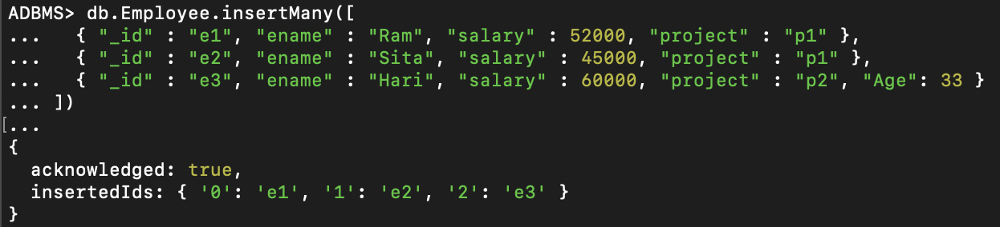 ADBMS> db.Employee.insertMany([
...   { "_id" : "e1", "ename" : "Ram", "salary" : 52000, "project" : "p1" },
...   { "_id" : "e2", "ename" : "Sita", "salary" : 45000, "project" : "p1" },
...   { "_id" : "e3", "ename" : "Hari", "salary" : 60000, "project" : "p2", "Age": 33 }
... ])
[...
{
  acknowledged: true,
  insertedIds: { '0': 'e1', '1': 'e2', '2': 'e3' }
}